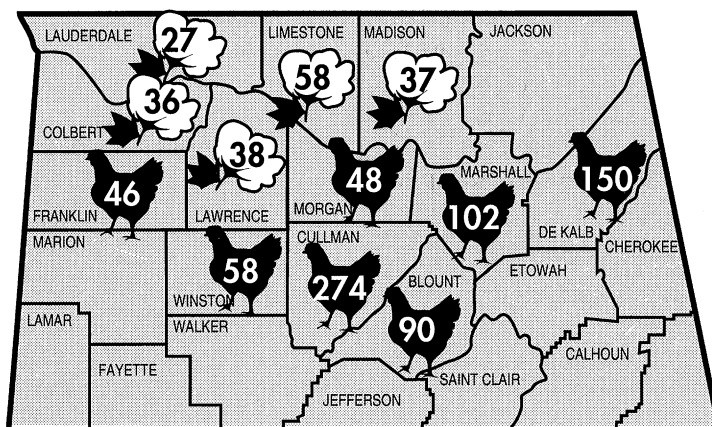 LAUDERDALE
27
LIMESTONE
MADISON
JACKSON
58
37
36
COLBERT
38
46
48
MARSHALL
150
FRANKLIN
LAWRENCE
MORGAN
102
DE KALB
MARION
CULLMAN
CHEROKEE
58
274
BLOUNT
ETOWAH
WINSTON
LAMAR
WALKER
90
CALHOUN
FAYETTE
SAINT CLAIR
JEFFERSON